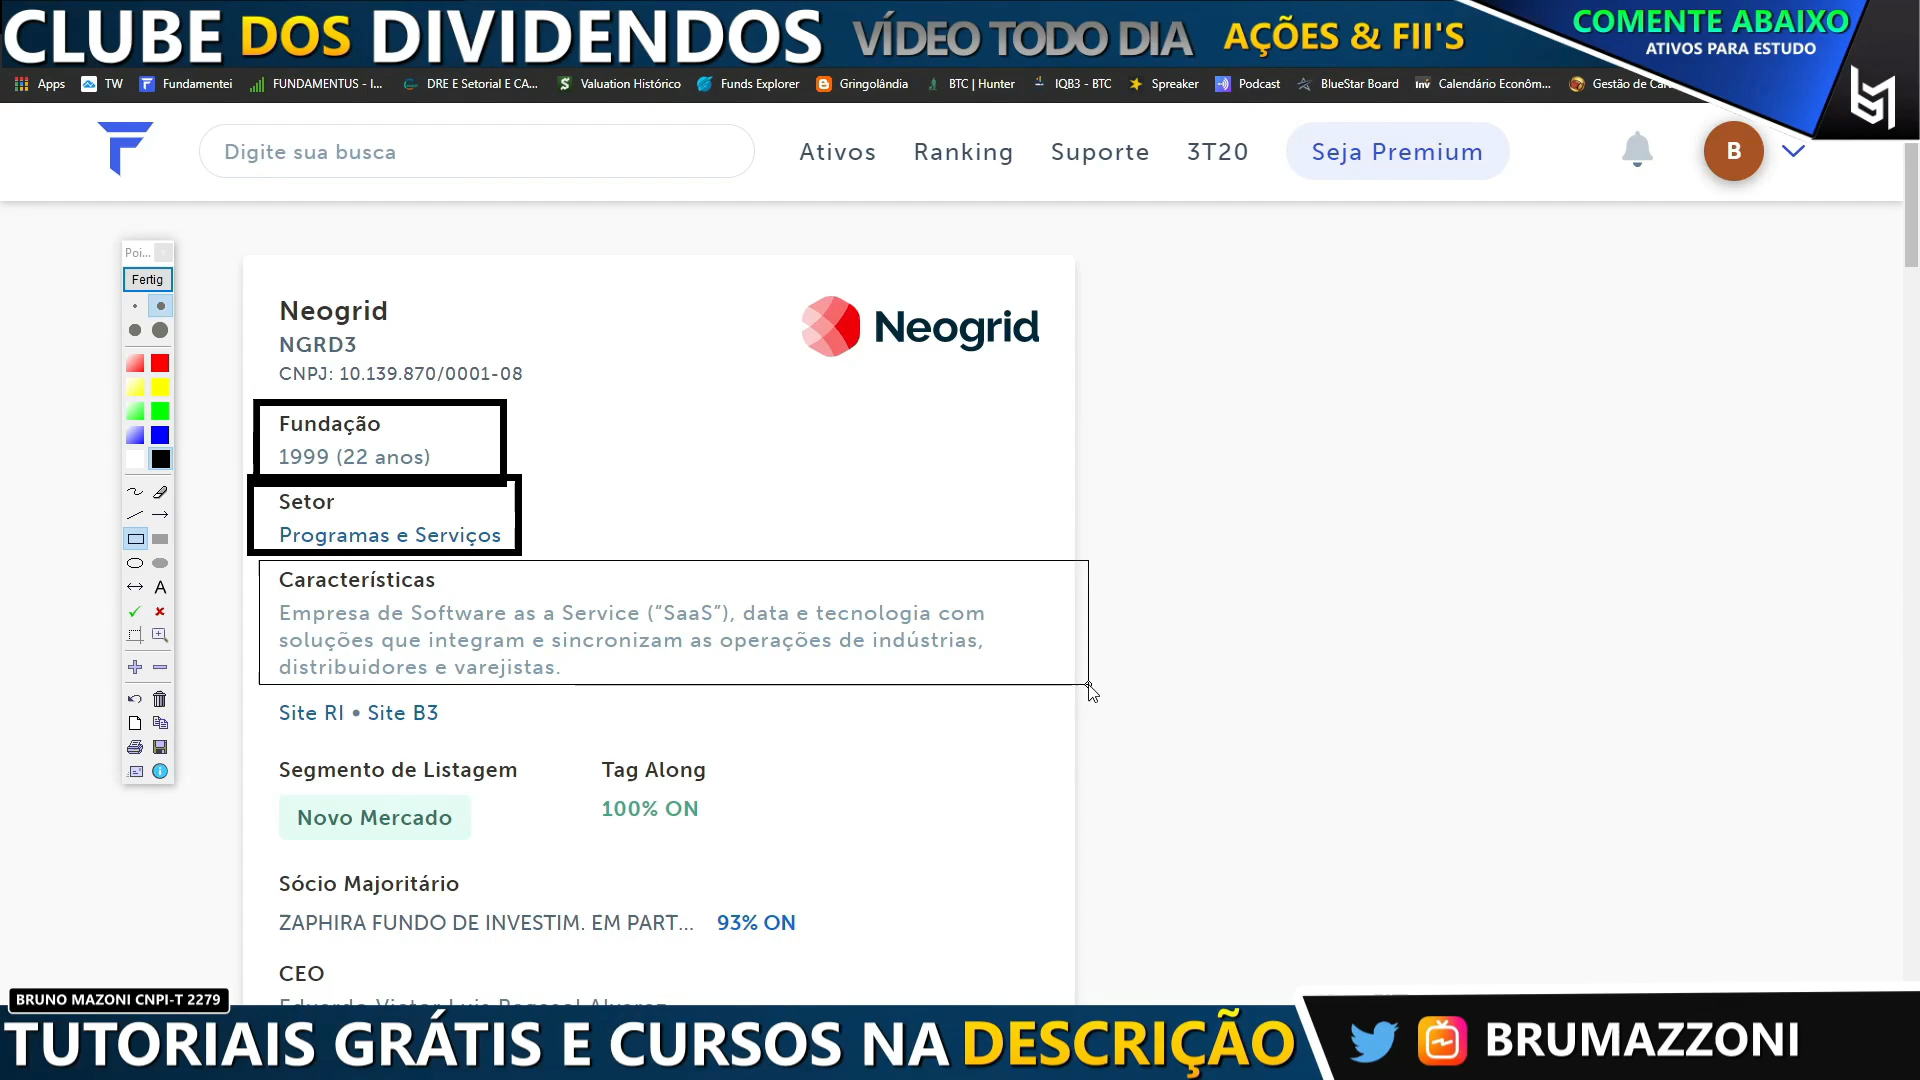 CLUBE DOS DIVIDENDOS VÍDEO TODO DIA AÇÕES & FII'S
COMENTE ABAIXO
ATIVOS PARA ESTUDO
Apps TW Fundamentei FUNDAMENTUS - I... DRE E Setorial E CA... Valuation Histórico Funds Explorer Gringolândia BTC | Hunter IQB3 - BTC Spreaker Podcast BlueStar Board Calendário Econôm... Gestão de
Digite sua busca
Ativos Ranking Suporte 3T20 Seja Premium
B
Poi...
Fertig
Neogrid
Neogrid
NGRD3
CNPJ: 10.139.870/0001-08
Fundação
1999 (22 anos)
Setor
Programas e Serviços
Características
Empresa de Software as a Service (“SaaS”), data e tecnologia com
soluções que integram e sincronizam as operações de indústrias,
distribuidores e varejistas.
Site RI • Site B3
Segmento de Listagem Tag Along
Novo Mercado 100% ON
Sócio Majoritário
ZAPHIRA FUNDO DE INVESTIM. EM PART... 93% ON
CEO
BRUNO MAZONI CNPI-T 2279
TUTORIAIS GRÁTIS E CURSOS NA DESCRIÇÃO
BRUMAZZONI